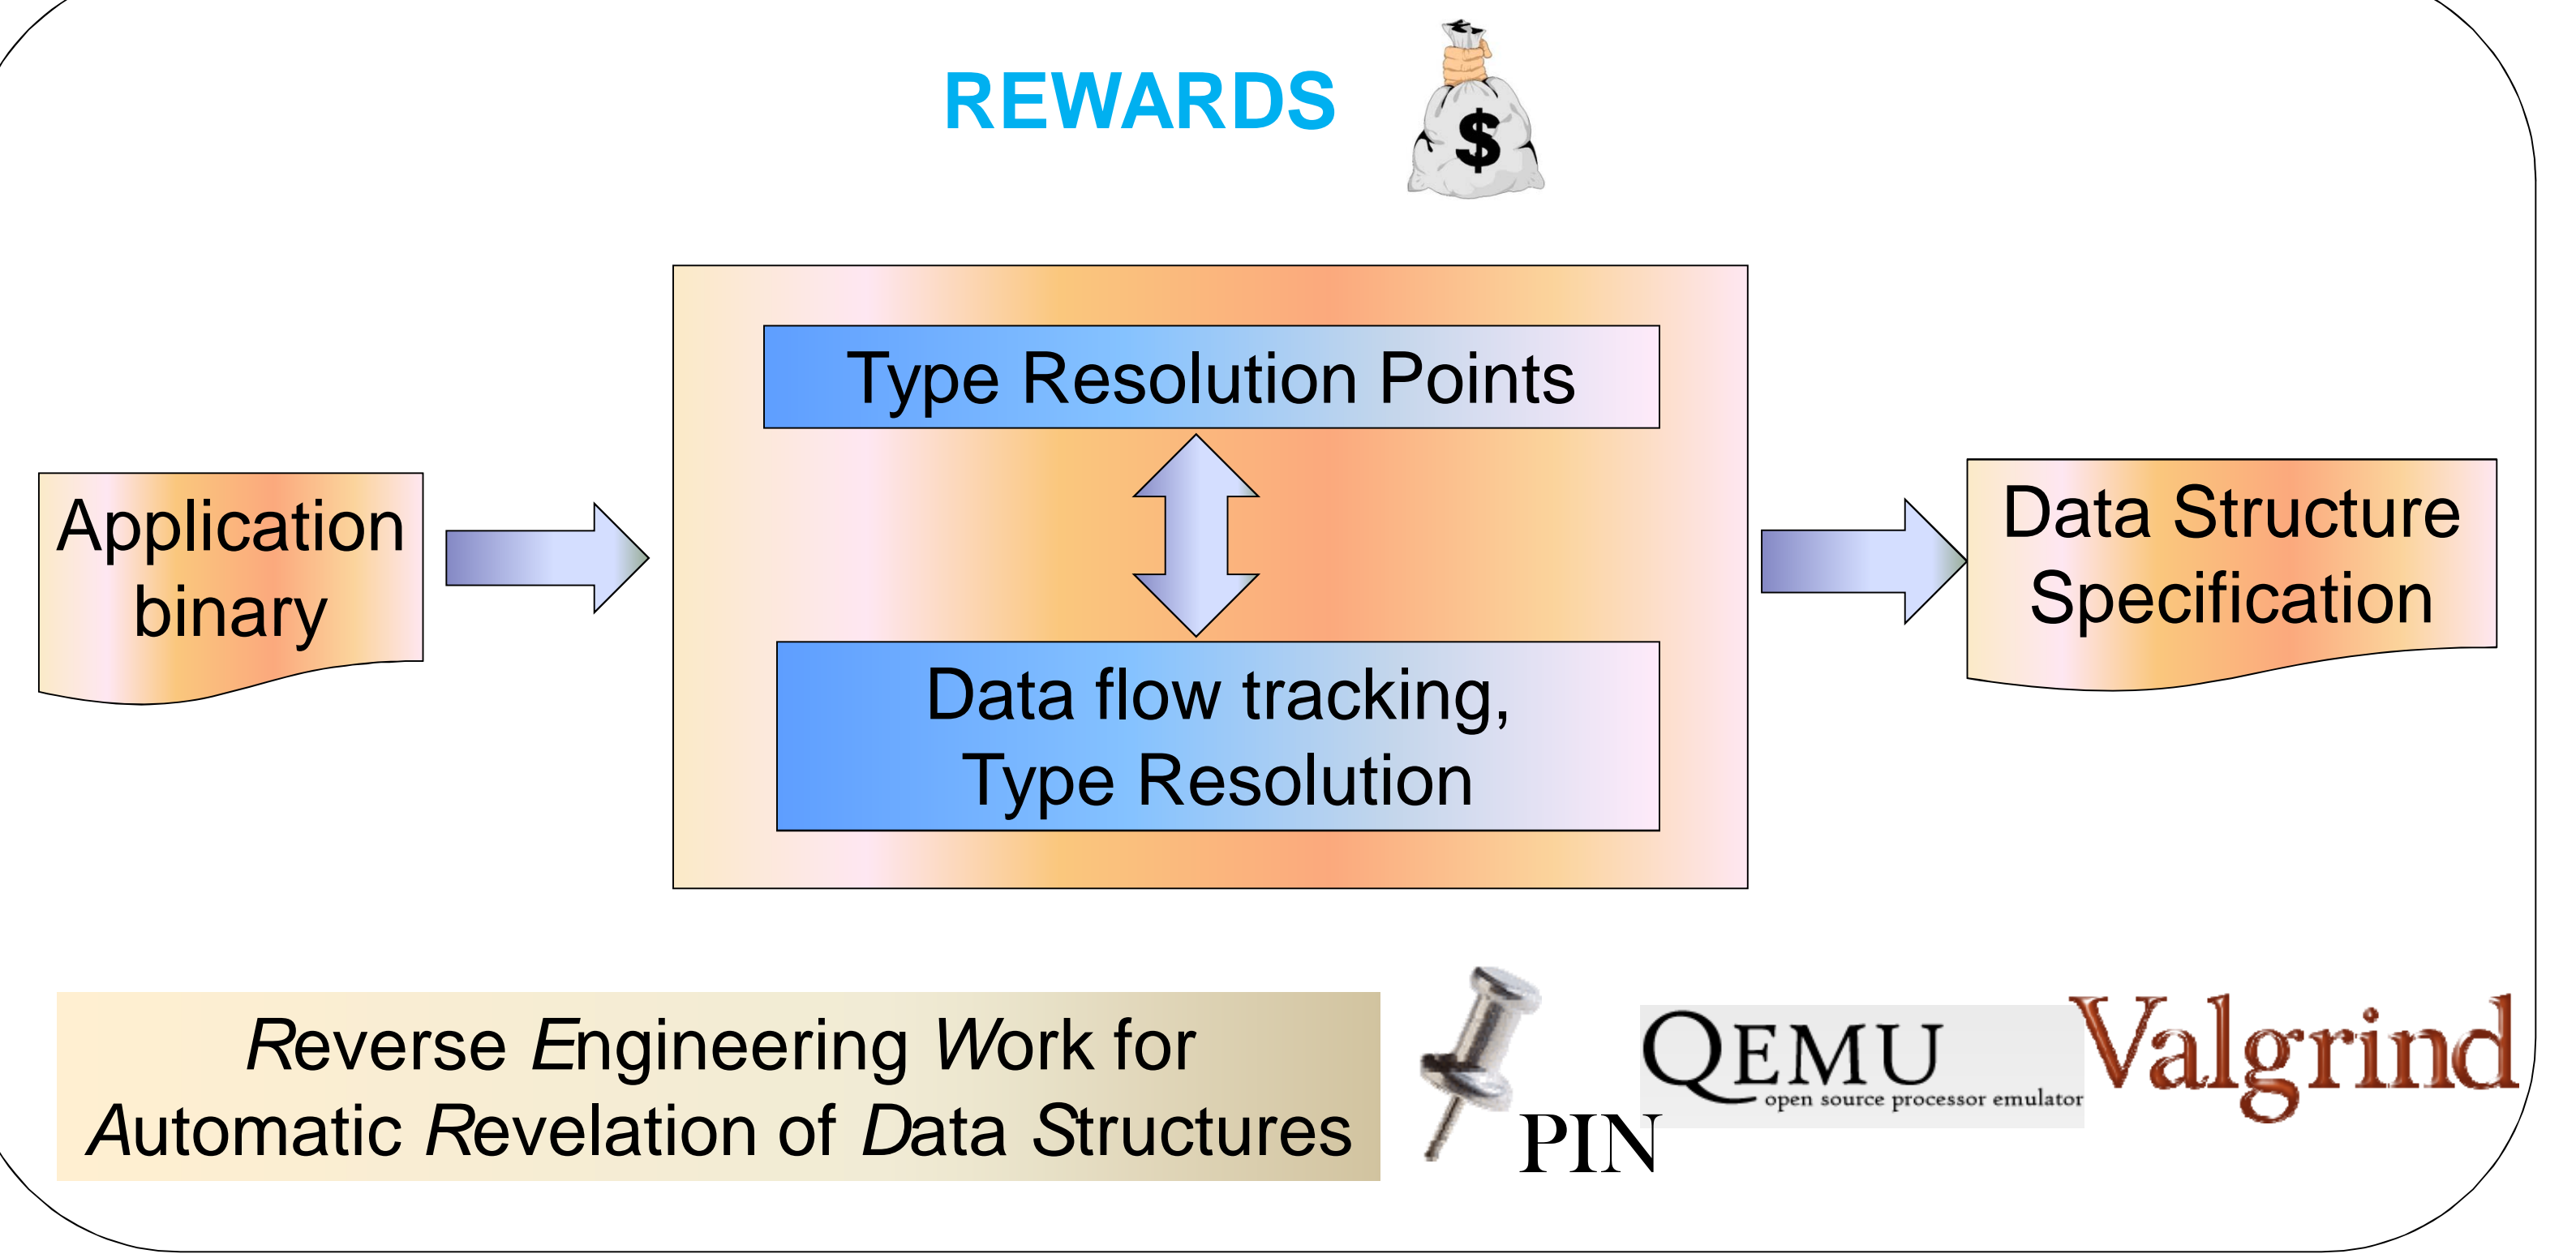 REWARDS
$
Type Resolution Points
Application
binary
Data Structure
Specification
Data flow tracking,
Type Resolution
Reverse Engineering Work for
Automatic Revelation of Data Structures
PIN
QEMU
open source processor emulator
Valgrind